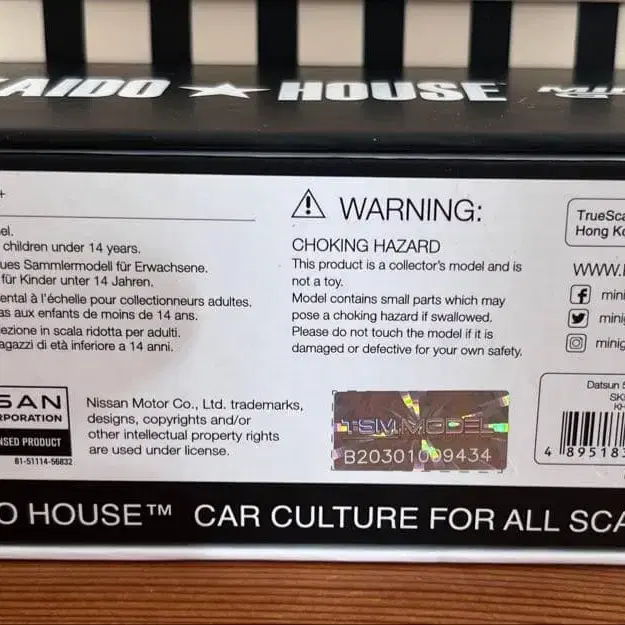 AIDO ★ HOUSE
+
el.
children under 14 years.
ues Sammlermodell für Erwachsene.
für Kinder unter 14 Jahren.
ental à l'échelle pour collectionneurs adultes.
as aux enfants de moins de 14 ans.
ezione in scala ridotta per adulti.
agazzi di età inferiore a 14 anni.
WARNING:
CHOKING HAZARD
This product is a collector's model and is
not a toy.
Model contains small parts which may
pose a choking hazard if swallowed.
Please do not touch the model if it is
damaged or defective for your own safety.
TrueSca
Hong Ko
WWW.
mini
mini
minig
SAN
RPORATION
NSED PRODUCT
81-51114-56832
Nissan Motor Co., Ltd. trademarks,
designs, copyrights and/or
other intellectual property rights
are used under license.
TSM MODEL
B20301009434
Datsun 5
SK
KH
4 895183
O HOUSE™ CAR CULTURE FOR ALL SCA